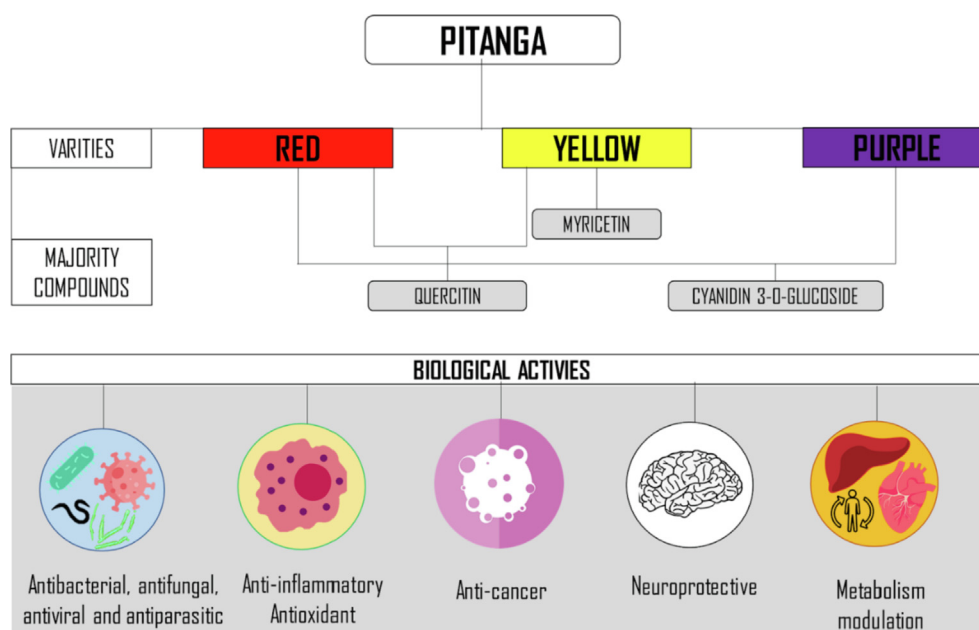 PITANGA
VARITIES
RED
YELLOW
PURPLE
MYRICETIN
MAJORITY
COMPOUNDS
QUERCITIN
CYANIDIN 3-O-GLUCOSIDE
BIOLOGICAL ACTIVIES
Antibacterial, antifungal,
antiviral and antiparasitic
Anti-inflammatory
Antioxidant
Anti-cancer
Neuroprotective
Metabolism
modulation